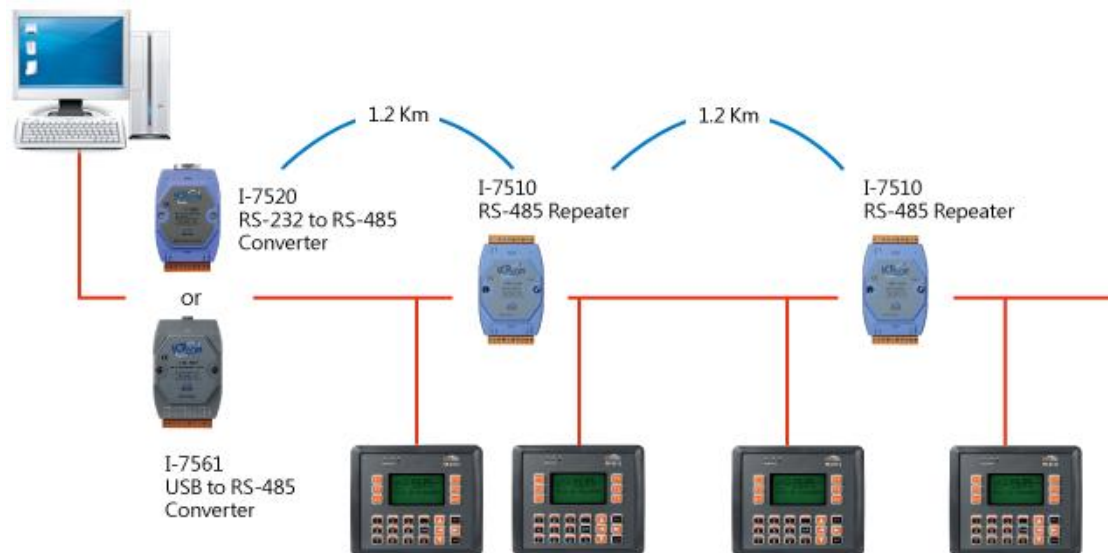 1.2 Km
1.2 Km
I-7520
RS-232 to RS-485
Converter
I-7510
RS-485 Repeater
I-7510
RS-485 Repeater
or
I-7561
USB to RS-485
Converter